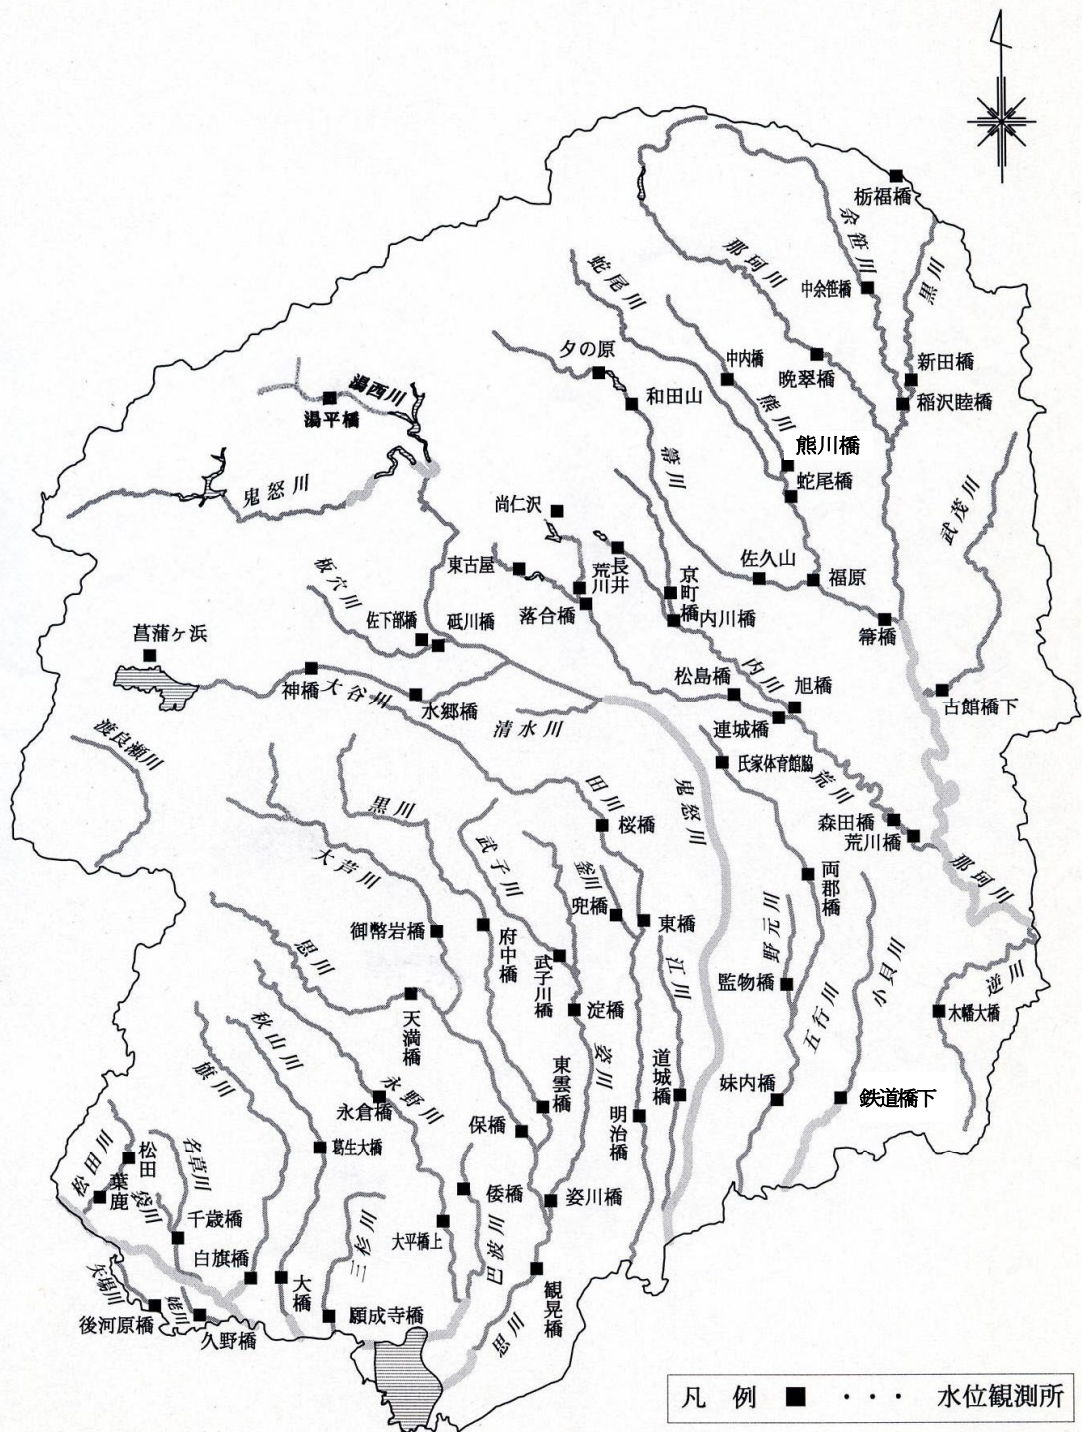 栃福橋
余笹川
那珂川
黒川
蛇尾川
中余笹橋
夕の原
中内橋
晩翠橋
新田橋
湯西川
和田山
稲沢睦橋
湯平橋
熊川
熊川橋
箒川
蛇尾橋
鬼怒川
尚仁沢
武茂川
東古屋
荒川
長井
佐久山
福原
板穴川
京町橋
落合橋
佐下部橋
砥川橋
内川橋
箒橋
菖蒲ヶ浜
内川
松島橋
旭橋
神橋
大谷川
水郷橋
古館橋下
清水川
連城橋
渡良瀬川
氏家体育館脇
田川
鬼怒川
荒川
黒川
桜橋
森田橋
荒川橋
武子川
大芦川
釜川
両郡橋
那珂川
兜橋
野元川
御幣岩橋
府中橋
東橋
思川
江川
小貝川
武子川橋
監物橋
逆川
天満橋
淀橋
五行川
木幡大橋
秋山川
姿川
旗川
東雲橋
道城橋
妹内橋
鉄道橋下
永野川
永倉橋
保橋
明治橋
松田川
松田
名草川
葛生大橋
葉鹿
袋川
倭橋
姿川橋
千歳橋
三杉川
大平橋上
巴波川
白旗橋
矢場川
姥川
大橋
願成寺橋
観晃橋
後河原橋
久野橋
思川
凡 例 ■ ・・・ 水位観測所